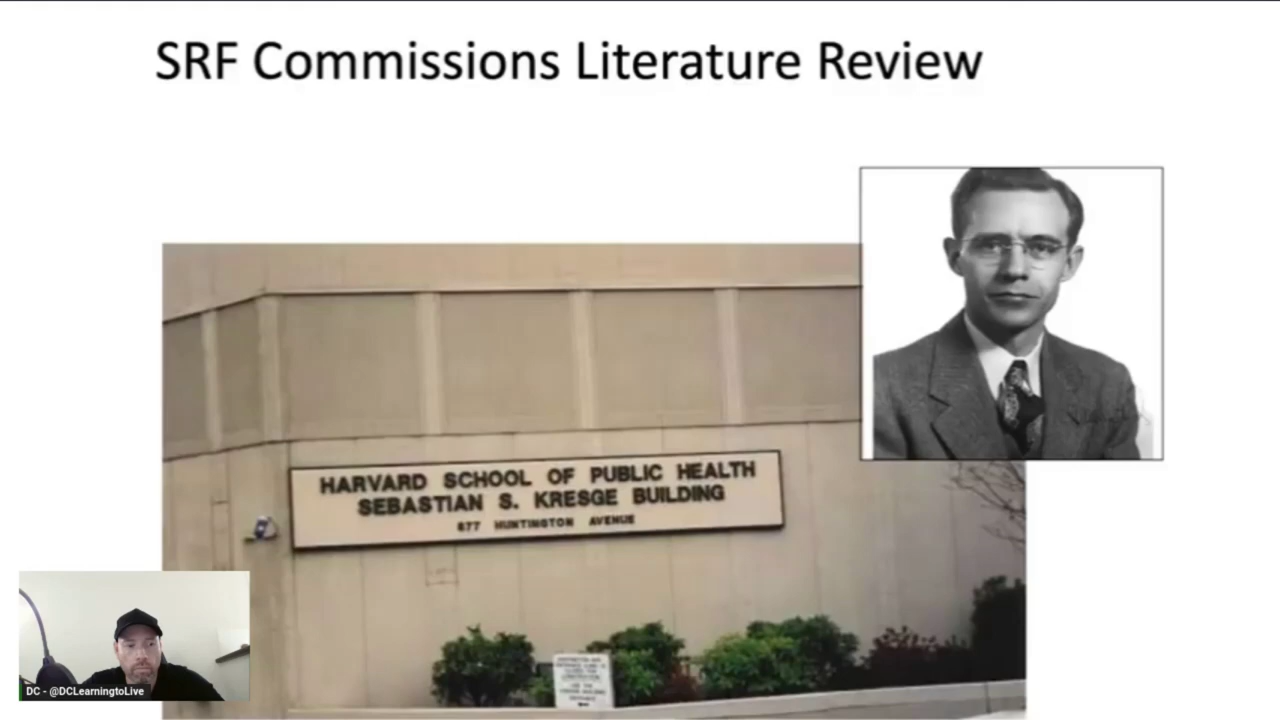 SRF Commissions Literature Review
HARVARD SCHOOL OF PUBLIC HEALTH
SEBASTIAN S. KRESGE BUILDING
677 HUNTINGTON AVENUE
DC - @DCLearningtoLive